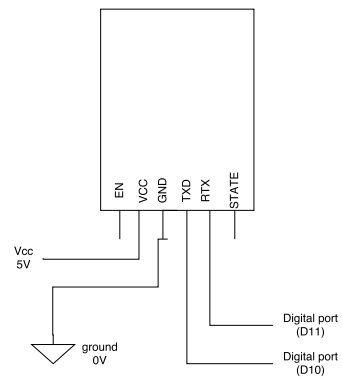 EN
VCC
GND
TXD
RTX
STATE
Vcc
5V
Digital port
(D11)
ground
0V
Digital port
(D10)